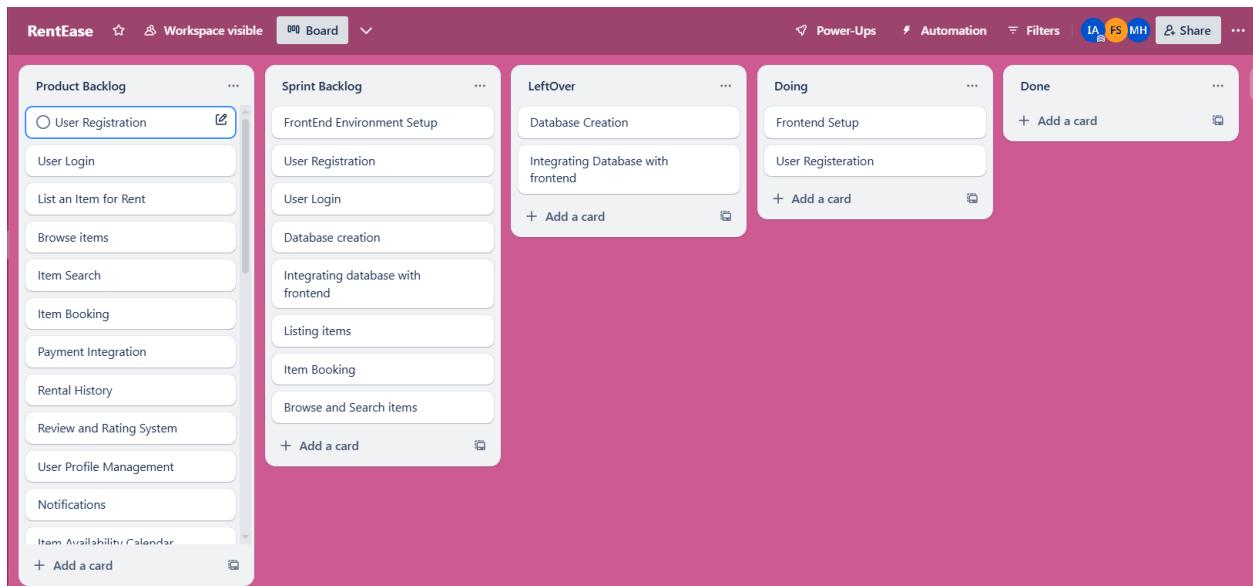 RentEase
Workspace visible
Board
Power-Ups
Automation
Filters
IA
FS
MH
Share
Product Backlog
User Registration
User Login
List an Item for Rent
Browse items
Item Search
Item Booking
Payment Integration
Rental History
Review and Rating System
User Profile Management
Notifications
Item Availability Calendar
Add a card
Sprint Backlog
FrontEnd Environment Setup
User Registration
User Login
Database creation
Integrating database with
frontend
Listing items
Item Booking
Browse and Search items
Add a card
LeftOver
Database Creation
Integrating Database with
frontend
Add a card
Doing
Frontend Setup
User Registeration
Add a card
Done
Add a card